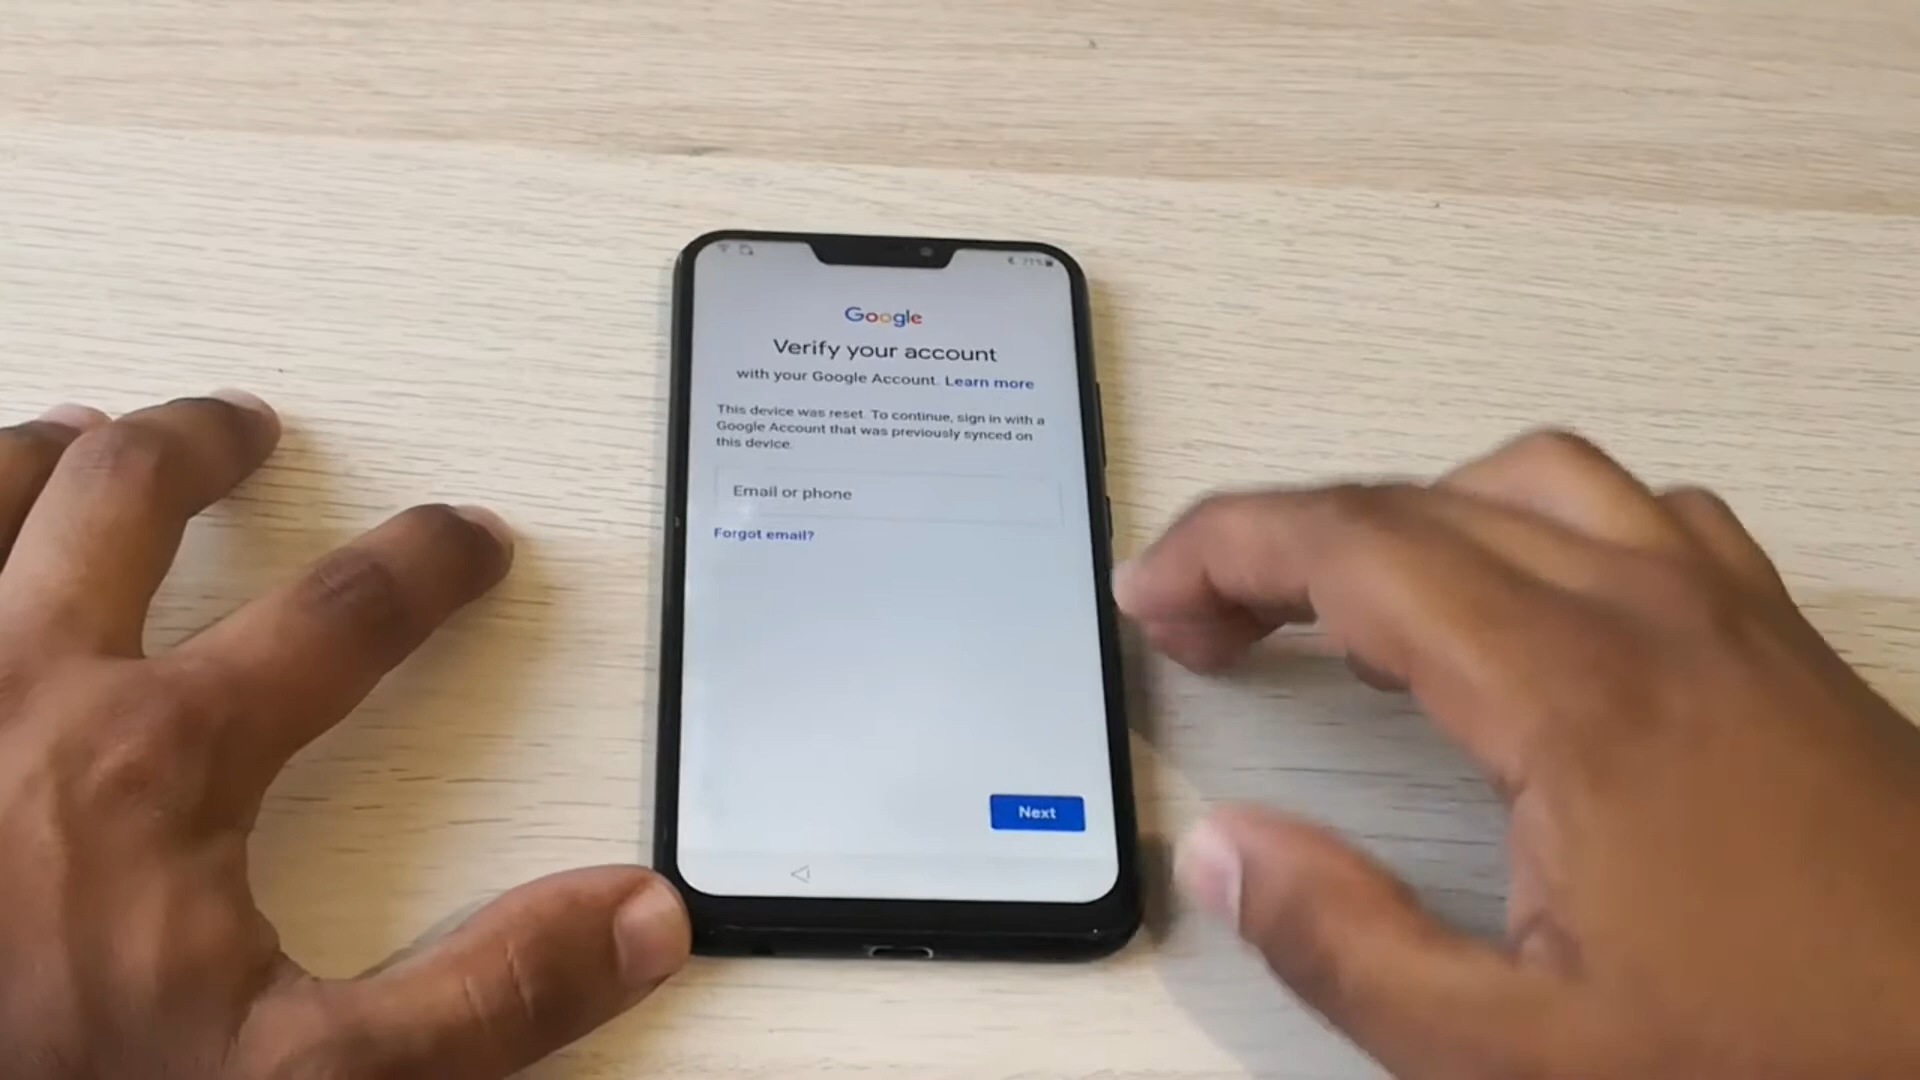 Google
Verify your account
with your Google Account. Learn more
This device was reset. To continue, sign in with a
Google Account that was previously synced on
this device.
Email or phone
Forgot email?
Next